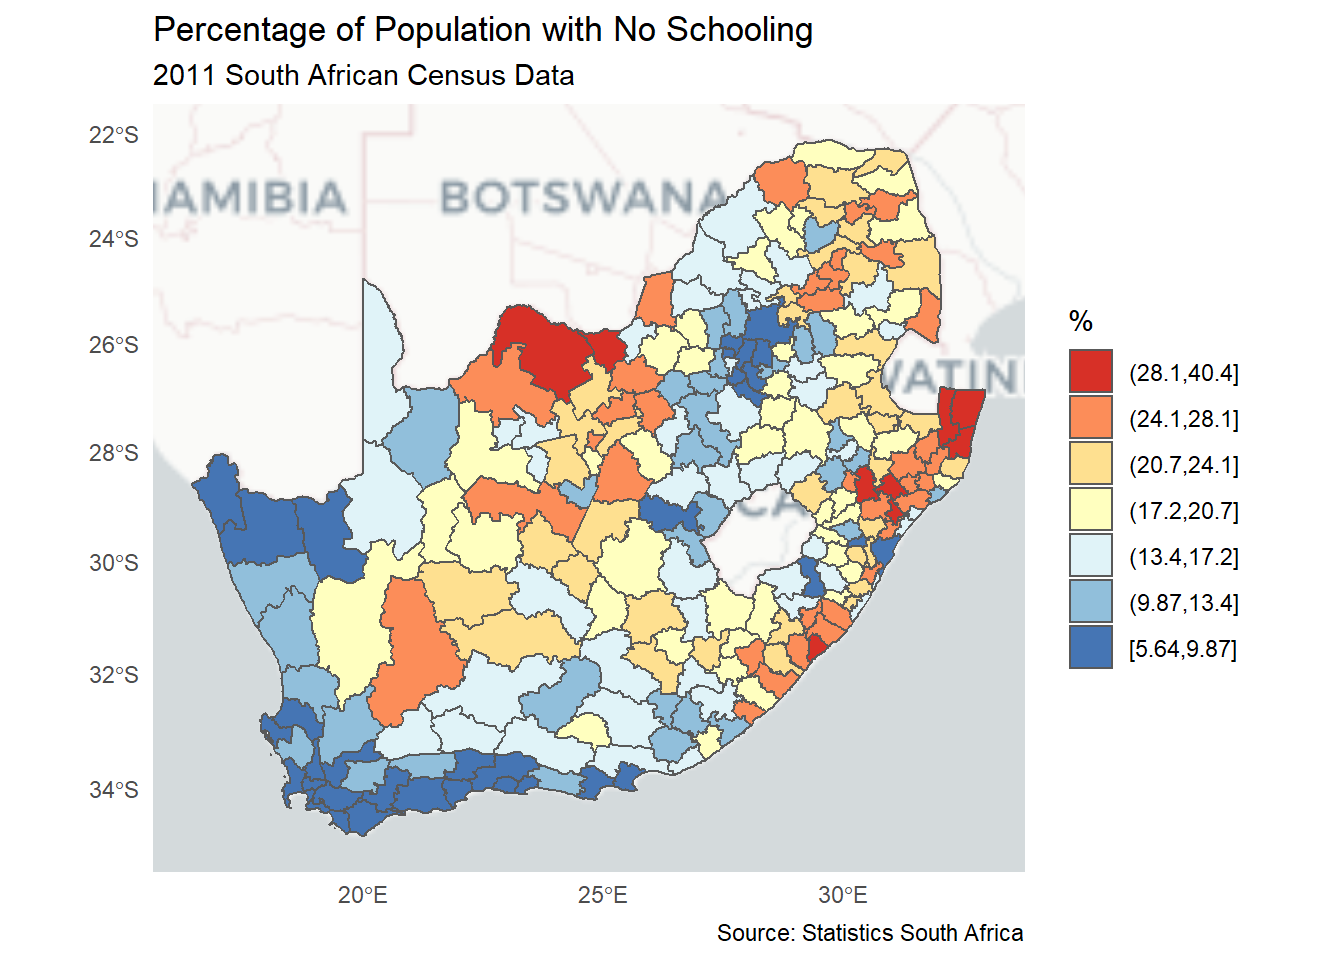 Percentage of Population with No Schooling
2011 South African Census Data
22°S
24°S
26°S
28°S
30°S
32°S
34°S
AMIBIA
BOTSWANA
WATINI
CA
20°E
25°E
30°E
%
(28.1,40.4]
(24.1,28.1]
(20.7,24.1]
(17.2,20.7]
(13.4,17.2]
(9.87,13.4]
[5.64,9.87]
Source: Statistics South Africa